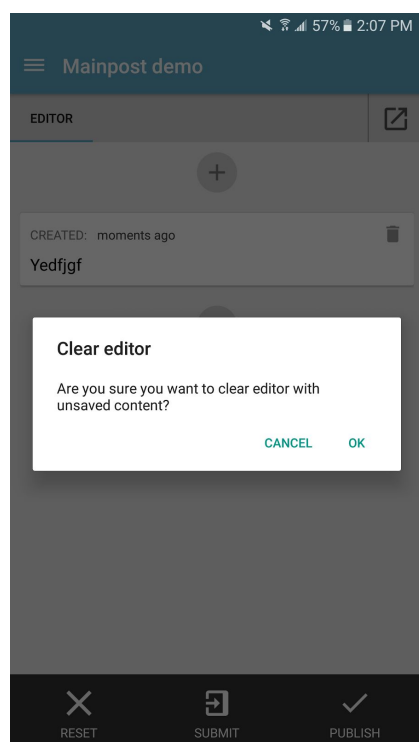 57% 2:07 PM
Mainpost demo
EDITOR
CREATED: moments ago
Yedfjgf
Clear editor
Are you sure you want to clear editor with
unsaved content?
CANCEL OK
RESET SUBMIT PUBLISH